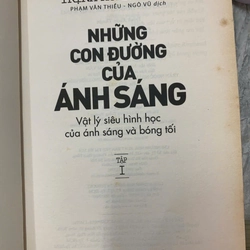 PHẠM VĂN THIỀU - NGÔ VŨ dịch
NHỮNG
CON ĐƯỜNG
CỦA
ÁNH SÁNG
Vật lý siêu hình học
của ánh sáng và bóng tối
TẬP
I